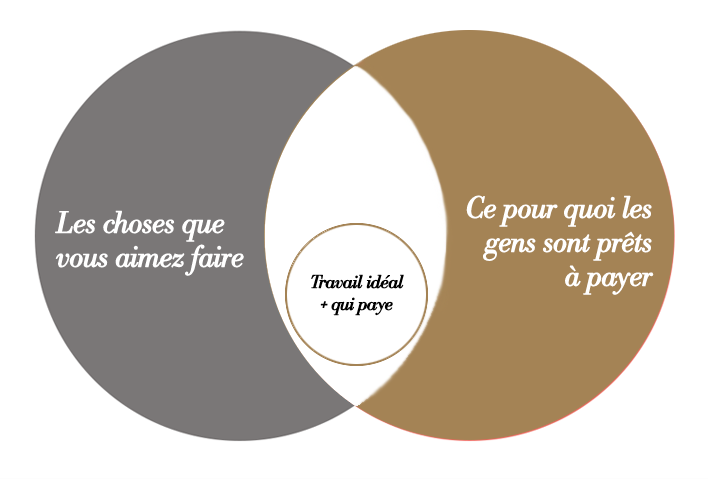 Les choses que
vous aimez faire
Travail idéal
+ qui paye
Ce pour quoi les
gens sont prêts
à payer